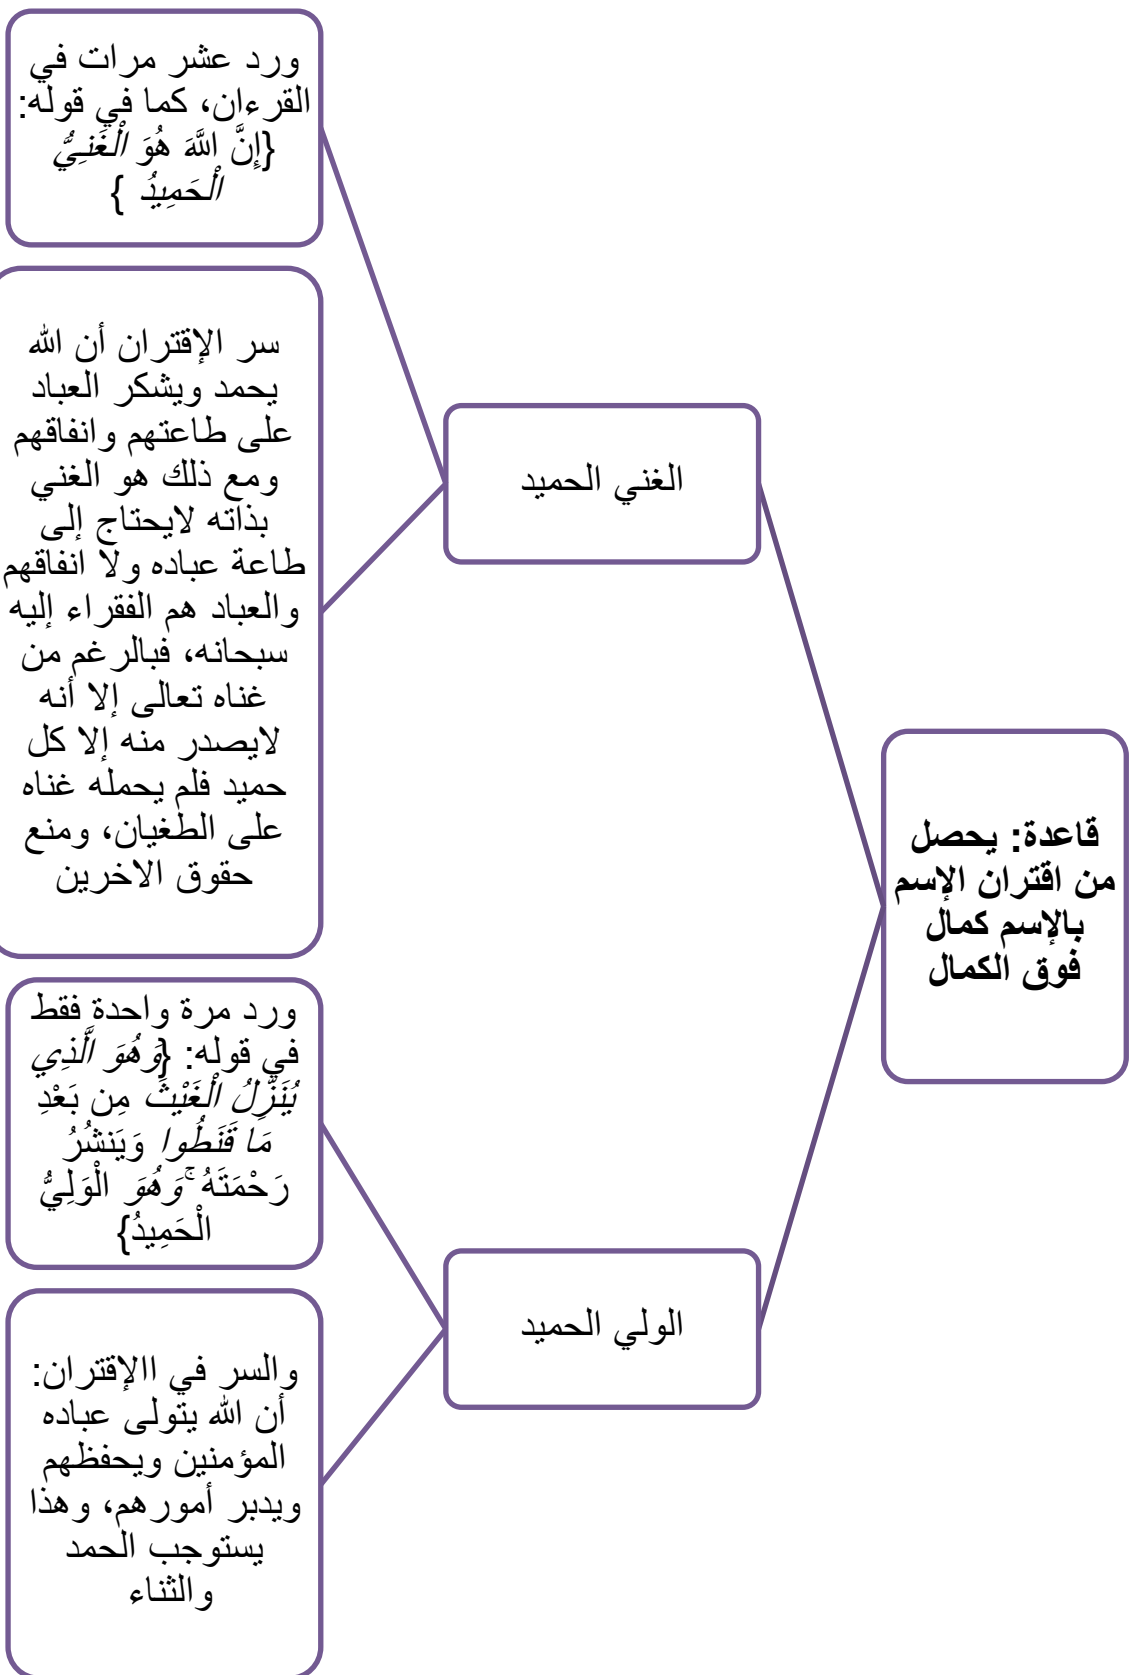 قاعدة: يحصل
من اقتران الإسم
بالإسم كمال
فوق الكمال
الغني الحميد
ورد عشر مرات في
القرءان، كما في قوله:
{إِنَّ اللَّهَ هُوَ ٱلْغَنِيُّ
ٱلْحَمِيدُ }
سر الإقتران أن الله
يحمد ويشكر العباد
على طاعتهم وانفاقهم
ومع ذلك هو الغني
بذاته لايحتاج إلى
طاعة عباده ولا انفاقهم
والعباد هم الفقراء إليه
سبحانه، فبالرغم من
غناه تعالى إلا أنه
لايصدر منه إلا كل
حميد فلم يحمله غناه
على الطغيان، ومنع
حقوق الاخرين
الولي الحميد
ورد مرة واحدة فقط
في قوله: {وَهُوَ ٱلَّذِي
يُنَزِّلُ ٱلْغَيْثَ مِن بَعْدِ
مَا قَنَطُوا وَيَنشُرُ
رَحْمَتَهُ ۚ وَهُوَ الْوَلِيُّ
الْحَمِيدُ}
والسر في االإقتران:
أن الله يتولى عباده
المؤمنين ويحفظهم
ويدبر أمورهم، وهذا
يستوجب الحمد
والثناء